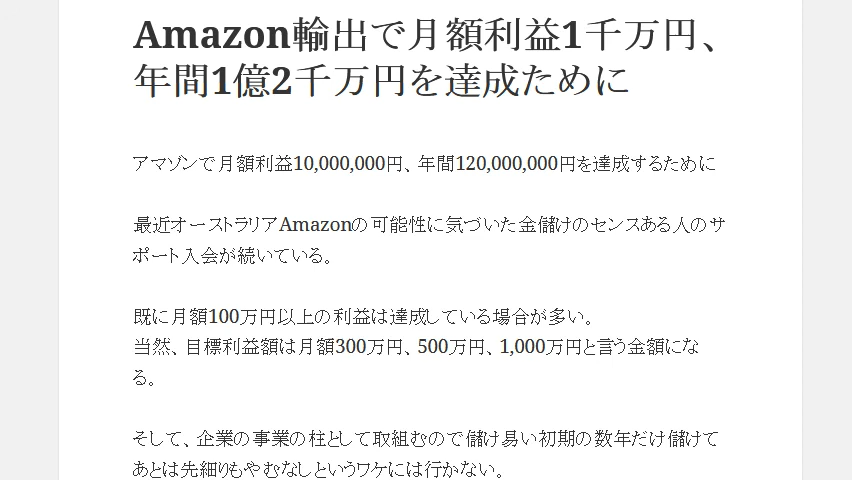 Amazon輸出で月額利益1千万円、
年間1億2千万円を達成ために
アマゾンで月額利益10,000,000円、年間120,000,000円を達成するために
最近オーストラリアAmazonの可能性に気づいた金儲けのセンスある人のサ
ポート入会が続いている。
既に月額100万円以上の利益は達成している場合が多い。
当然、目標利益額は月額300万円、500万円、1,000万円と言う金額にな
る。
そして、企業の事業の柱として取組むので儲け易い初期の数年だけ儲けて
あとは先細りもやむなしというワケには行かない。